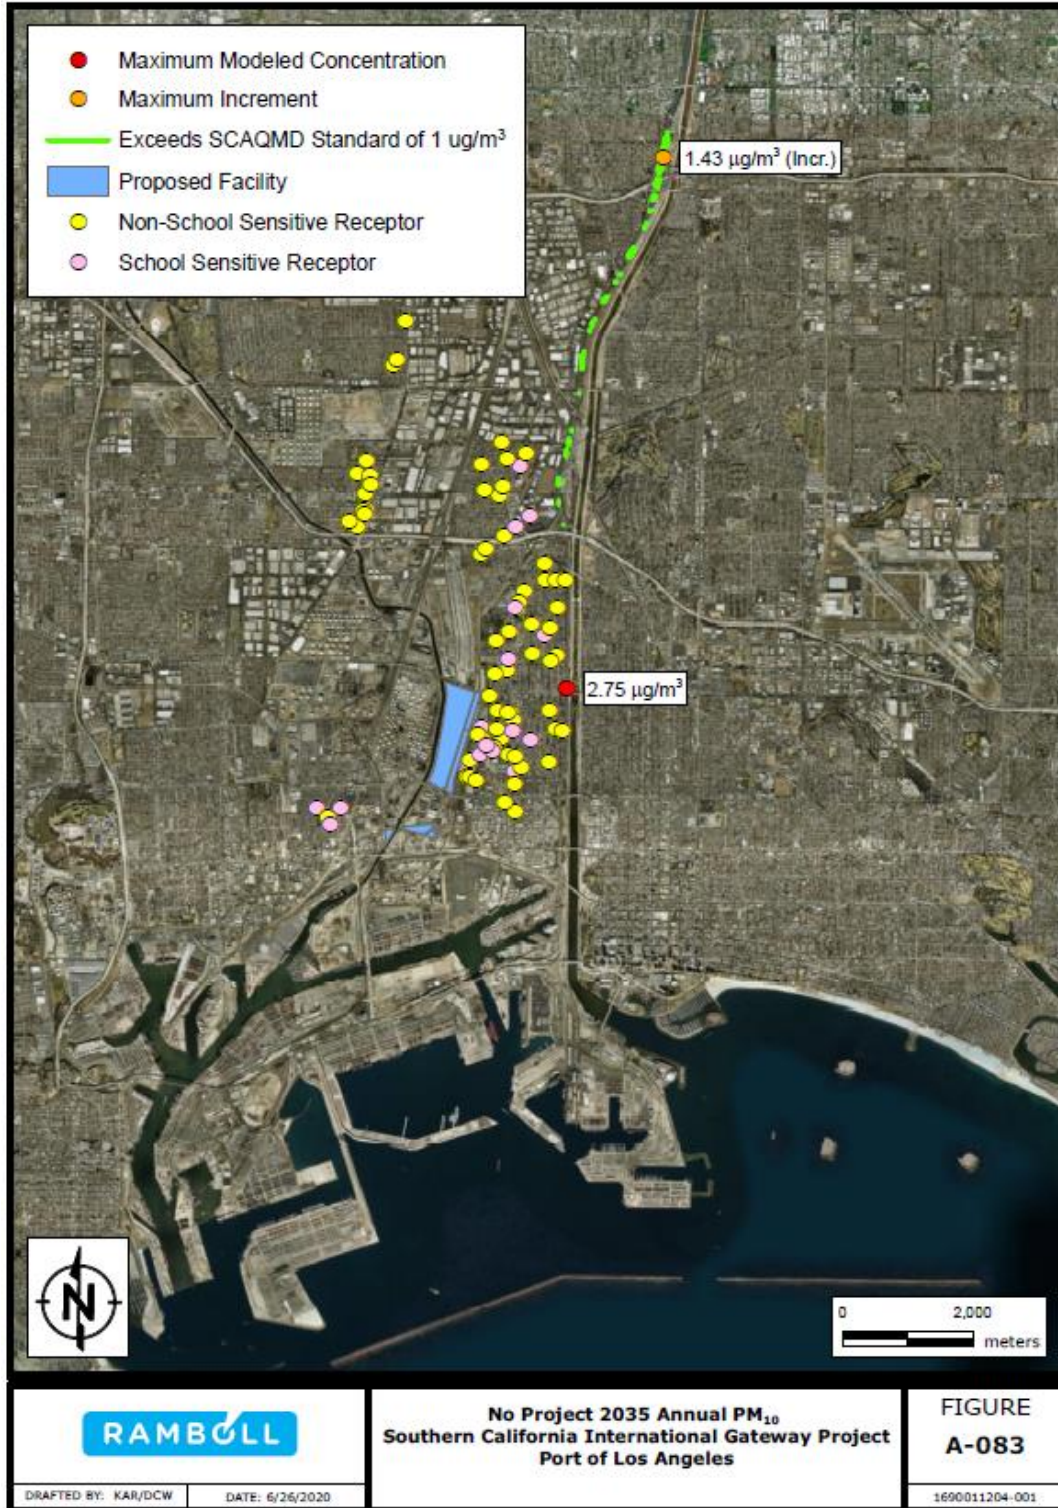 Maximum Modeled Concentration
Maximum Increment
Exceeds SCAQMD Standard of 1 ug/m³
Proposed Facility
Non-School Sensitive Receptor
School Sensitive Receptor
1.43 µg/m³ (Incr.)
2.75 µg/m³
N
0 2,000
meters
RAMBOLL
DRAFTED BY: KAR/DCW
DATE: 6/26/2020
No Project 2035 Annual PM₁₀
Southern California International Gateway Project
Port of Los Angeles
FIGURE
A-083
1690011204-001